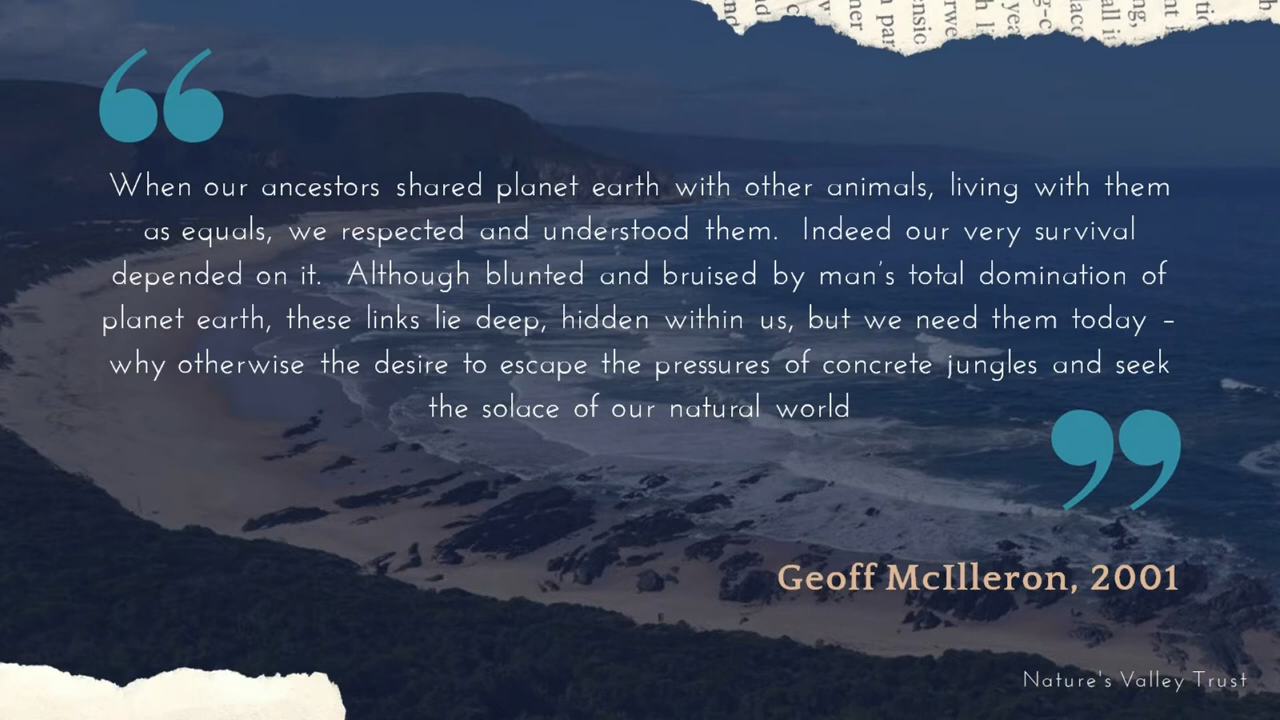 When our ancestors shared planet earth with other animals, living with them
as equals, we respected and understood them. Indeed our very survival
depended on it. Although blunted and bruised by man's total domination of
planet earth, these links lie deep, hidden within us, but we need them today –
why otherwise the desire to escape the pressures of concrete jungles and seek
the solace of our natural world
Geoff McIlleron, 2001
Nature's Valley Trust